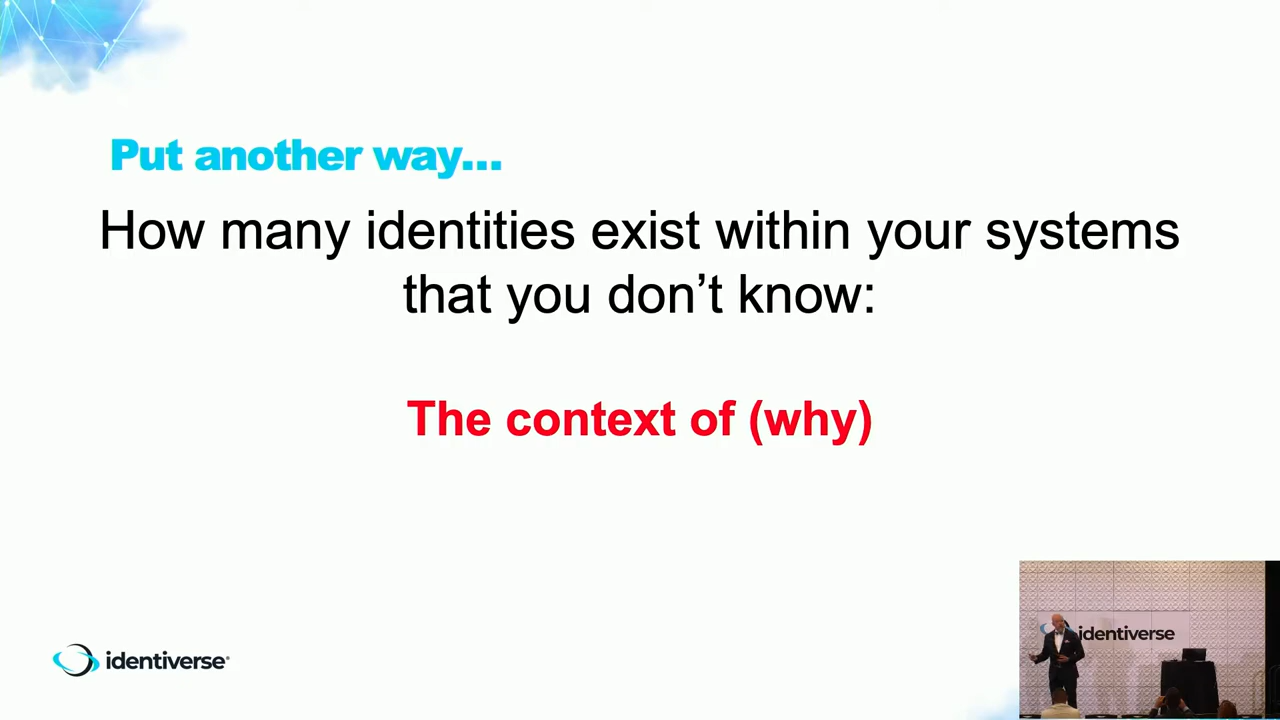 Put another way...
How many identities exist within your systems
that you don’t know:
The context of (why)
identiverse®
identiverse